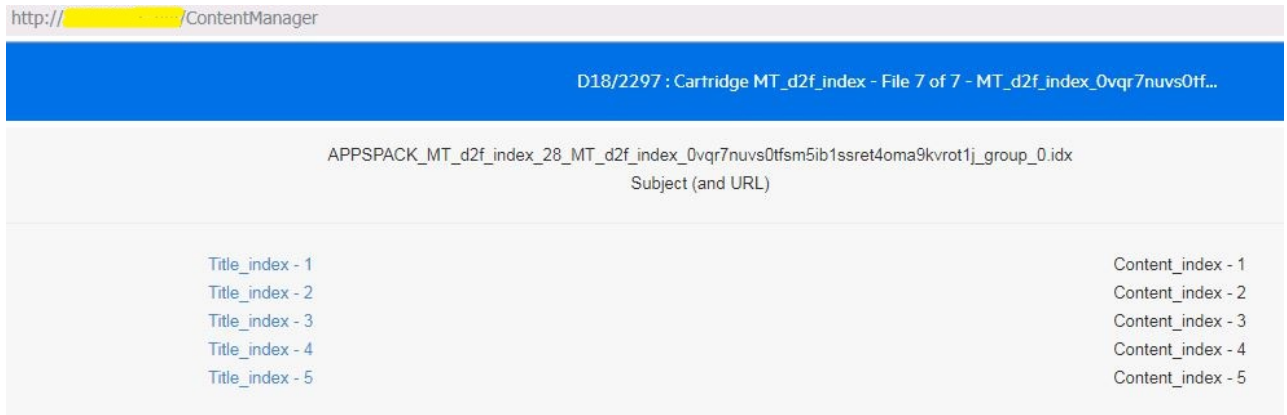 http:// /ContentManager
D18/2297 : Cartridge MT_d2f_index - File 7 of 7 - MT_d2f_index_0vqr7nuvs0tf...
APPSPACK_MT_d2f_index_28_MT_d2f_index_0vqr7nuvs0tfsm5ib1ssret4oma9kvrot1j_group_0.idx
Subject (and URL)
Title_index - 1 Content_index - 1
Title_index - 2 Content_index - 2
Title_index - 3 Content_index - 3
Title_index - 4 Content_index - 4
Title_index - 5 Content_index - 5